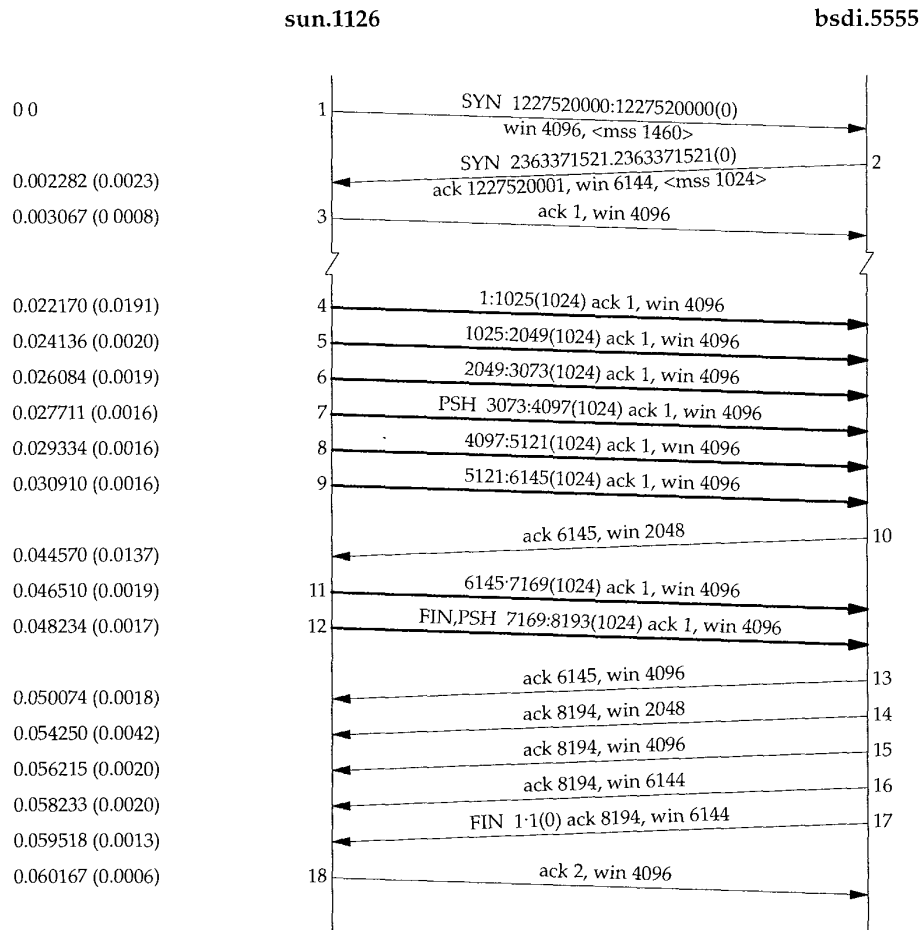 sun.1126 bsdi.5555
0 0 1 SYN 1227520000:1227520000(0)
win 4096, <mss 1460>
SYN 2363371521.2363371521(0) 2
0.002282 (0.0023) ack 1227520001, win 6144, <mss 1024>
0.003067 (0 0008) 3 ack 1, win 4096
0.022170 (0.0191) 4 1:1025(1024) ack 1, win 4096
0.024136 (0.0020) 5 1025:2049(1024) ack 1, win 4096
0.026084 (0.0019) 6 2049:3073(1024) ack 1, win 4096
0.027711 (0.0016) 7 PSH 3073:4097(1024) ack 1, win 4096
0.029334 (0.0016) 8 4097:5121(1024) ack 1, win 4096
0.030910 (0.0016) 9 5121:6145(1024) ack 1, win 4096
ack 6145, win 2048 10
0.044570 (0.0137)
0.046510 (0.0019) 11 6145·7169(1024) ack 1, win 4096
0.048234 (0.0017) 12 FIN,PSH 7169:8193(1024) ack 1, win 4096
ack 6145, win 4096 13
0.050074 (0.0018)
ack 8194, win 2048 14
0.054250 (0.0042)
ack 8194, win 4096 15
0.056215 (0.0020)
ack 8194, win 6144 16
0.058233 (0.0020)
FIN 1·1(0) ack 8194, win 6144 17
0.059518 (0.0013)
0.060167 (0.0006) 18 ack 2, win 4096